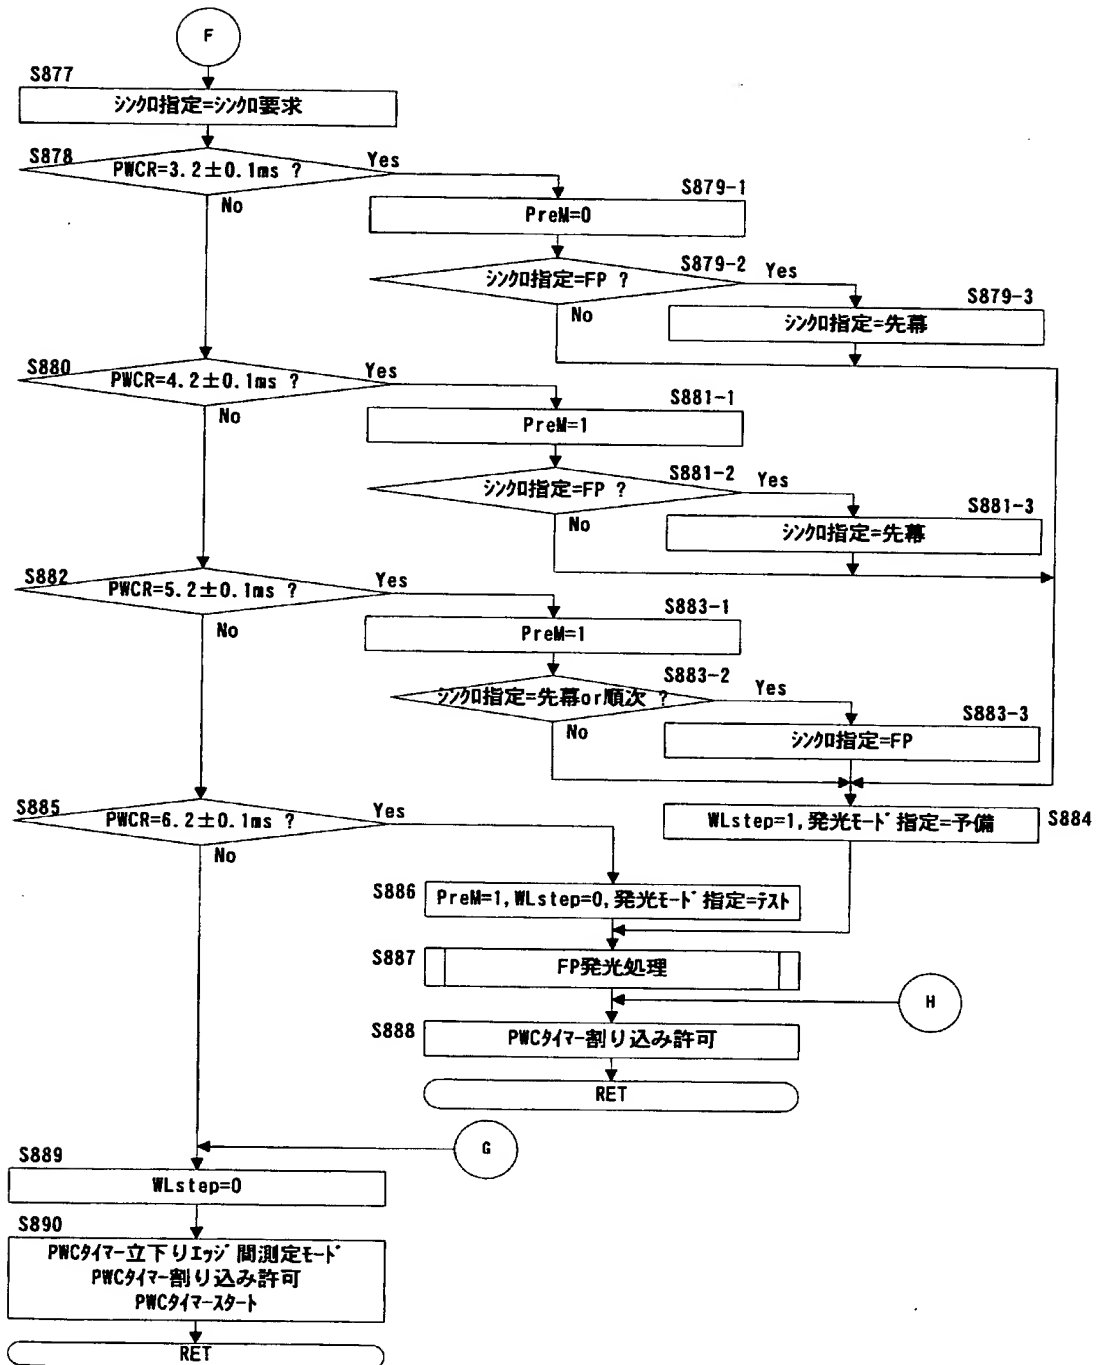 F
S877
シンクロ指定=シンクロ要求
S878
PWCR=3.2±0.1ms ?
Yes
No
S879-1
PreM=0
S879-2
シンクロ指定=FP ?
Yes
No
S879-3
シンクロ指定=先幕
S880
PWCR=4.2±0.1ms ?
Yes
No
S881-1
PreM=1
S881-2
シンクロ指定=FP ?
Yes
No
S881-3
シンクロ指定=先幕
S882
PWCR=5.2±0.1ms ?
Yes
No
S883-1
PreM=1
S883-2
シンクロ指定=先幕or順次 ?
Yes
No
S883-3
シンクロ指定=FP
S885
PWCR=6.2±0.1ms ?
Yes
No
WLstep=1,発光モード指定=予備
S884
S886
PreM=1,WLstep=0,発光モード指定=テスト
S887
FP発光処理
H
S888
PWCタイマー割り込み許可
RET
G
S889
WLstep=0
S890
PWCタイマー立下りエッジ間測定モード
PWCタイマー割り込み許可
PWCタイマースタート
RET